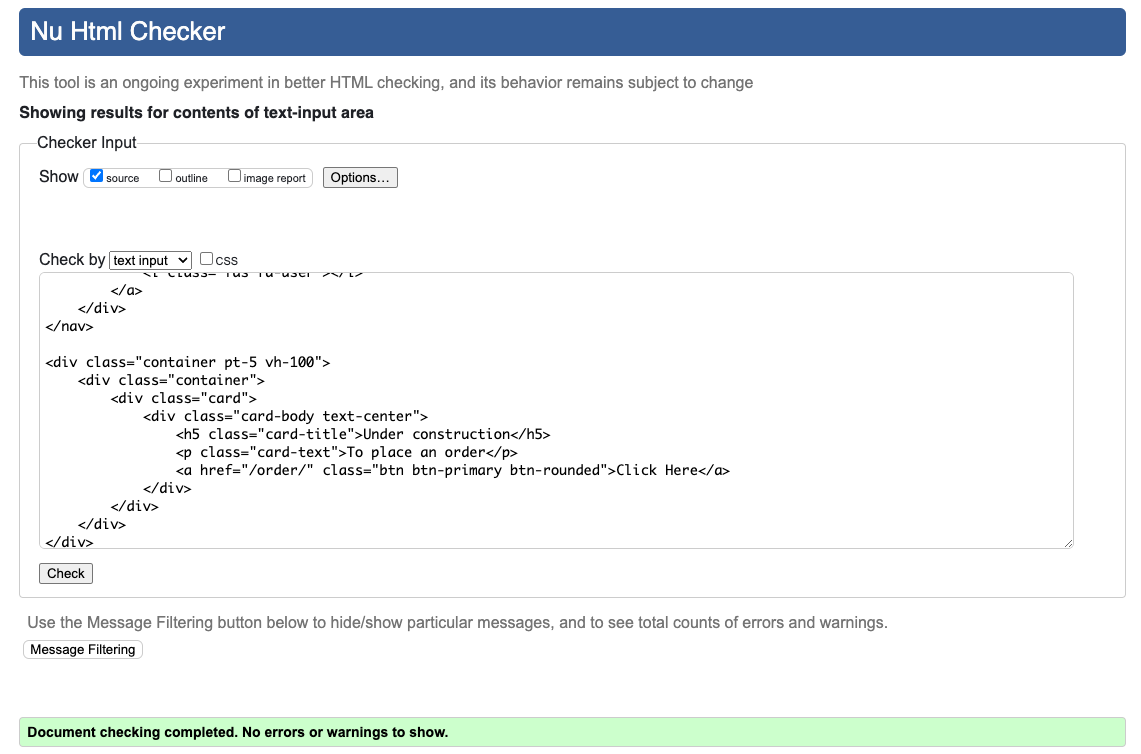 Nu Html Checker
This tool is an ongoing experiment in better HTML checking, and its behavior remains subject to change
Showing results for contents of text-input area
Checker Input
Show source outline image report Options...
Check by text input css
</a>
</div>
</nav>
<div class="container pt-5 vh-100">
<div class="container">
<div class="card">
<div class="card-body text-center">
<h5 class="card-title">Under construction</h5>
<p class="card-text">To place an order</p>
<a href="/order/" class="btn btn-primary btn-rounded">Click Here</a>
</div>
</div>
</div>
</div>
Check
Use the Message Filtering button below to hide/show particular messages, and to see total counts of errors and warnings.
Message Filtering
Document checking completed. No errors or warnings to show.